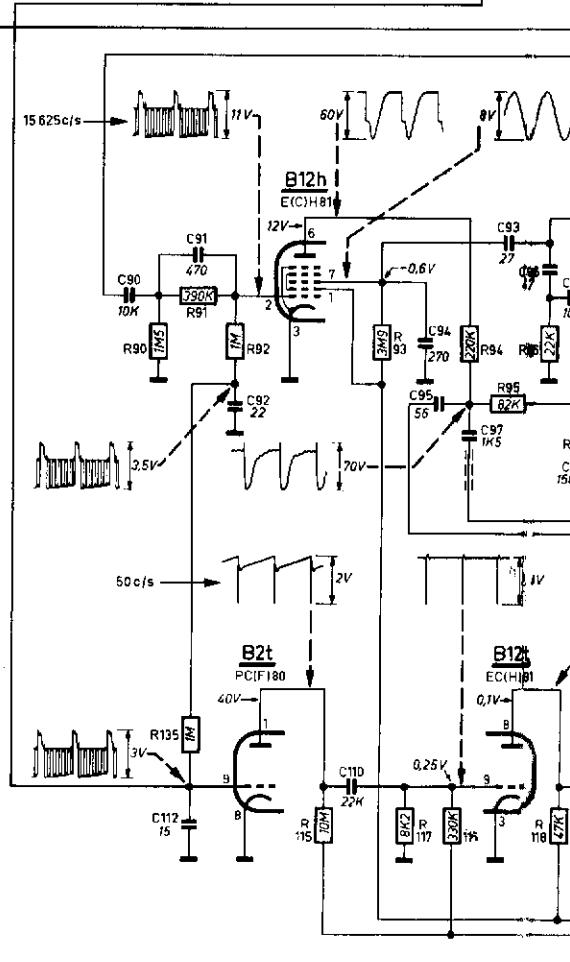 15 625c/s
11V
60V
8V
B12h
E(C)H81
12V
6
C93
27
C91
470
7
-0,6V
47
C90
10K
390K
R91
2
1
3
R90
1M5
1M
R92
3M9
R
93
C94
270
220K
R94
22K
C92
22
C95
56
R95
82K
C97
1K5
3,5V
70V
R
C
50c/s
2V
B2t
PC(F)80
40V
1
B12t
EC(H)81
0,1V
8
R135
1M
3V
9
8
C112
15
C110
22K
0,25V
9
3
R
115
10M
8K2
R
117
330K
R
118
47K